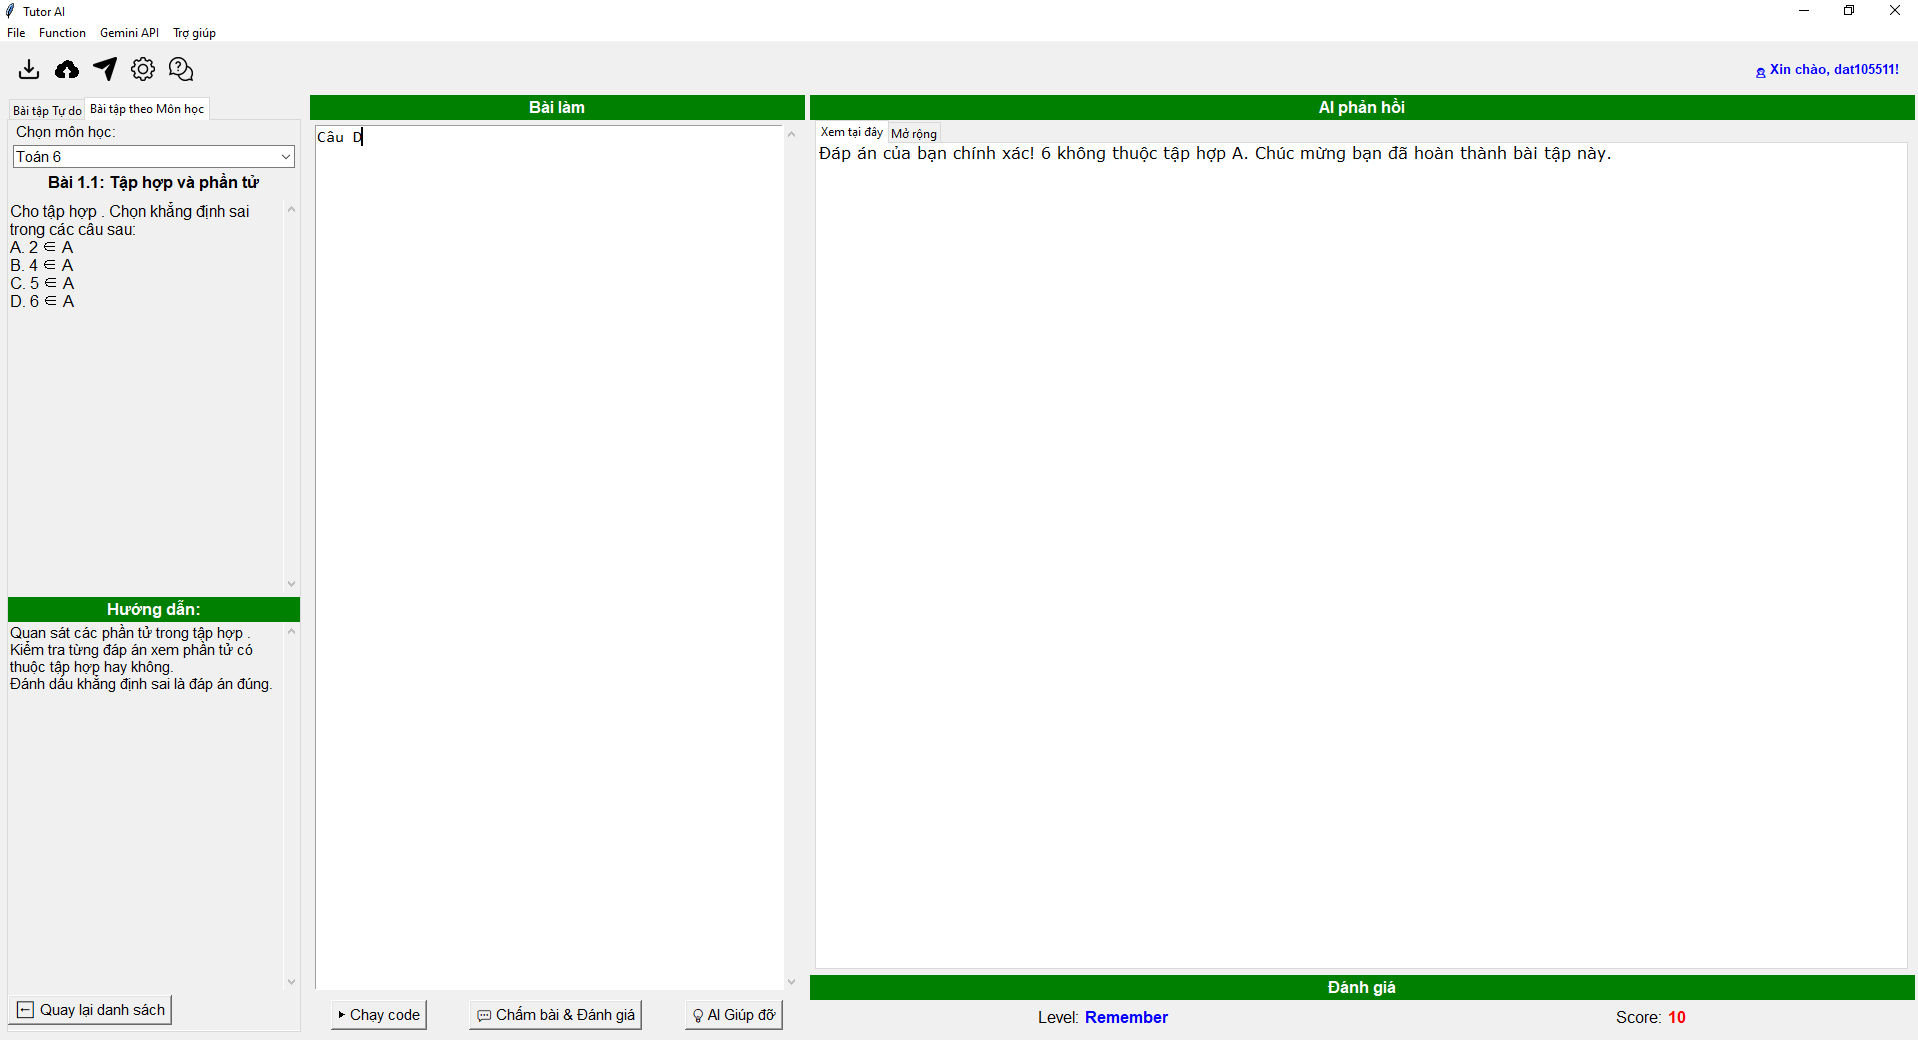 Tutor AI
File Function Gemini API Trợ giúp
Xin chào, dat105511!
Bài tập Tự do Bài tập theo Môn học
Chọn môn học:
Toán 6
Bài 1.1: Tập hợp và phần tử
Cho tập hợp . Chọn khẳng định sai
trong các câu sau:
A. 2 ∈ A
B. 4 ∈ A
C. 5 ∈ A
D. 6 ∈ A
Hướng dẫn:
Quan sát các phần tử trong tập hợp .
Kiểm tra từng đáp án xem phần tử có
thuộc tập hợp hay không.
Đánh dấu khẳng định sai là đáp án đúng.
Quay lại danh sách
Bài làm
Câu D
Chạy code Chấm bài & Đánh giá AI Giúp đỡ
AI phản hồi
Xem tại đây Mở rộng
Đáp án của bạn chính xác! 6 không thuộc tập hợp A. Chúc mừng bạn đã hoàn thành bài tập này.
Đánh giá
Level: Remember Score: 10